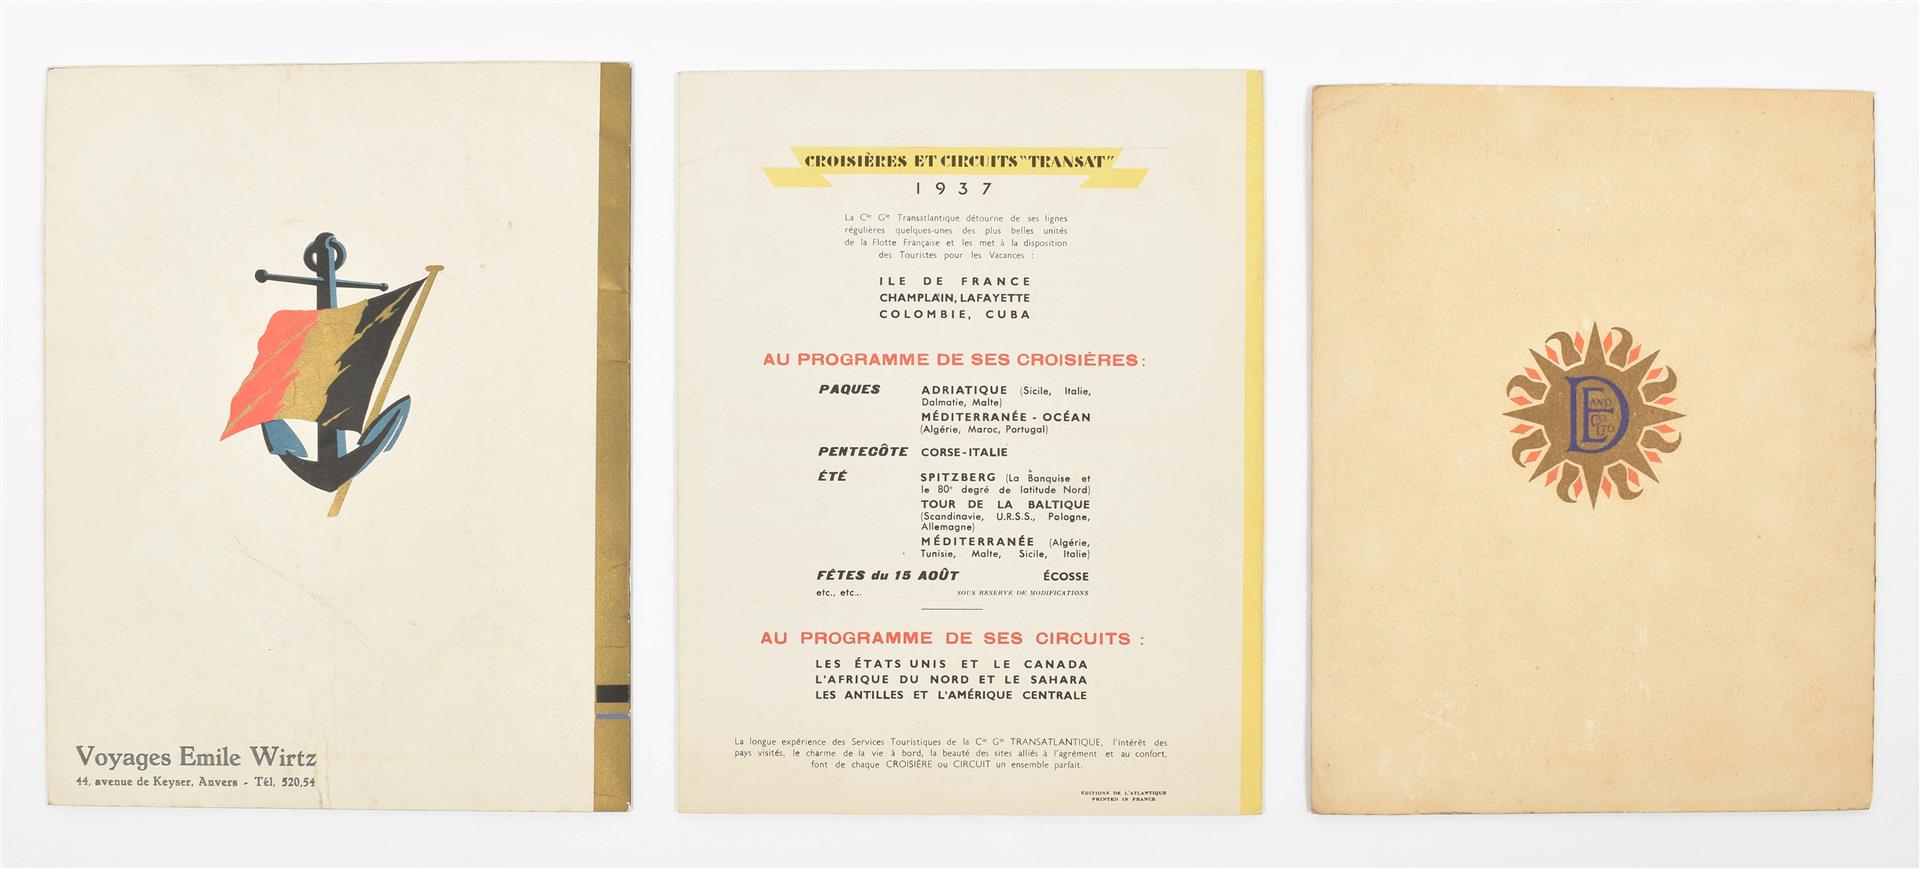 Voyages Emile Wirtz
44, avenue de Keyser, Anvers - Tél. 520,54
CROISIÈRES ET CIRCUITS "TRANSAT"
1937
La Cie Gle Transatlantique détourne de ses lignes
régulières quelques-unes des plus belles unités
de la Flotte Française et les met à la disposition
des Touristes pour les Vacances :
ILE DE FRANCE
CHAMPLAIN, LAFAYETTE
COLOMBIE, CUBA
AU PROGRAMME DE SES CROISIÈRES :
PAQUES ADRIATIQUE (Sicile, Italie,
Dalmatie, Malte)
MÉDITERRANÉE - OCÉAN
(Algérie, Maroc, Portugal)
PENTECÔTE CORSE-ITALIE
ÉTÉ SPITZBERG (La Banquise et
le 80° degré de latitude Nord)
TOUR DE LA BALTIQUE
(Scandinavie, U.R.S.S., Pologne,
Allemagne)
MÉDITERRANÉE (Algérie,
Tunisie, Malte, Sicile, Italie)
FÊTES du 15 AOÛT ÉCOSSE
etc., etc... SOUS RESERVE DE MODIFICATIONS
AU PROGRAMME DE SES CIRCUITS :
LES ÉTATS UNIS ET LE CANADA
L'AFRIQUE DU NORD ET LE SAHARA
LES ANTILLES ET L'AMÉRIQUE CENTRALE
La longue expérience des Services Touristiques de la Cie Gle TRANSATLANTIQUE, l'intérêt des
pays visités, le charme de la vie à bord, la beauté des sites alliés à l'agrément et au confort,
font de chaque CROISIÈRE ou CIRCUIT un ensemble parfait.
ÉDITIONS DE L'ATLANTIQUE
PRINTED IN FRANCE
DE
AND
CO
LTD